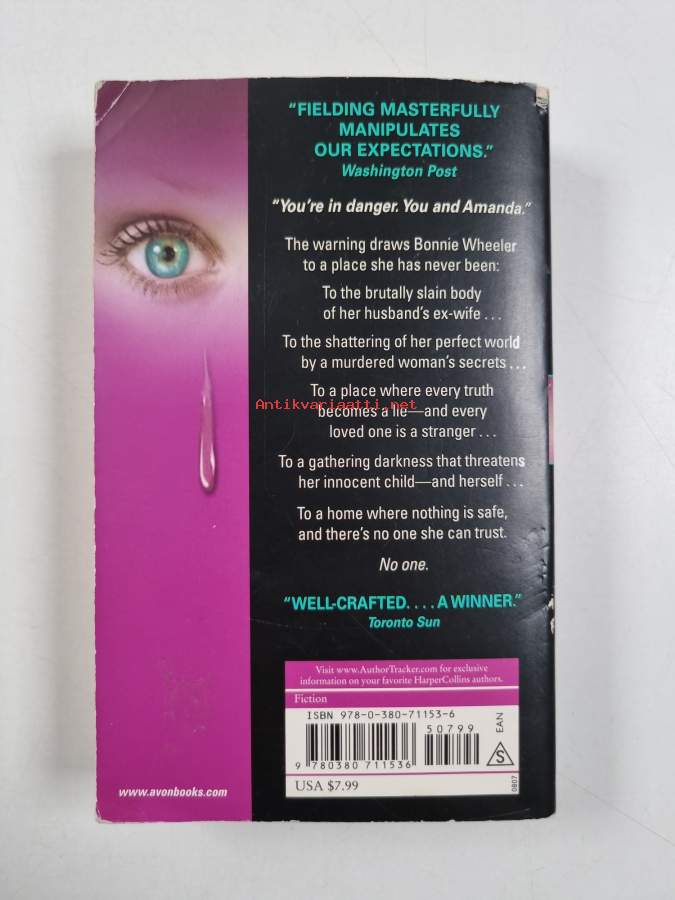 "FIELDING MASTERFULLY
MANIPULATES
OUR EXPECTATIONS."
Washington Post
"You're in danger. You and Amanda."
The warning draws Bonnie Wheeler
to a place she has never been:
To the brutally slain body
of her husband's ex-wife . . .
To the shattering of her perfect world
by a murdered woman's secrets . . .
To a place where every truth
Antikvariaatti.net
becomes a lie—and every
loved one is a stranger . . .
To a gathering darkness that threatens
her innocent child—and herself . . .
To a home where nothing is safe,
and there's no one she can trust.
No one.
"WELL-CRAFTED. . . . A WINNER."
Toronto Sun
Visit www.AuthorTracker.com for exclusive
information on your favorite HarperCollins authors.
Fiction
ISBN 978-0-380-71153-6
50799
9 780380 711536
EAN
S
USA $7.99
0807
www.avonbooks.com